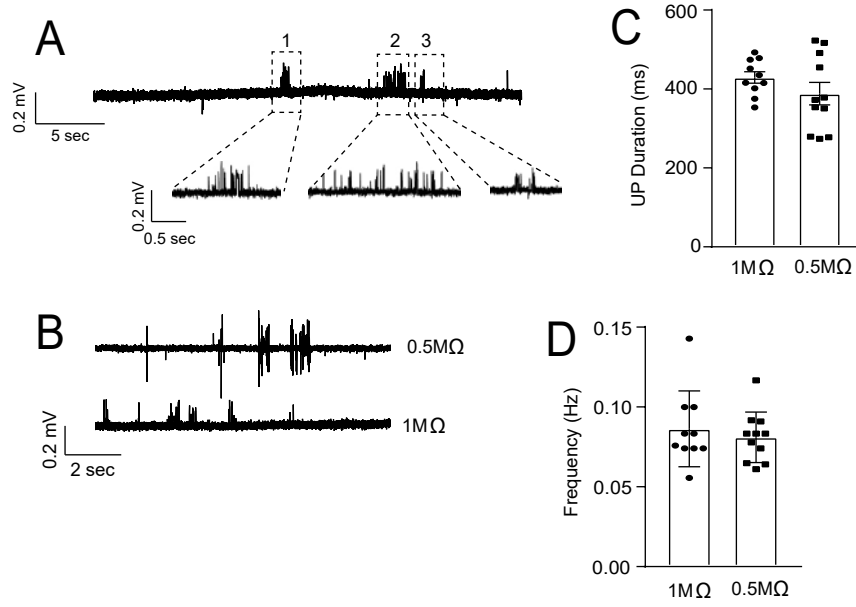 A
1
2
3
0.2 mV
5 sec
0.2 mV
0.5 sec
B
0.5MΩ
1MΩ
0.2 mV
2 sec
C
UP Duration (ms)
600
400
200
0
1MΩ
0.5MΩ
D
Frequency (Hz)
0.15
0.10
0.05
0.00
1MΩ
0.5MΩ